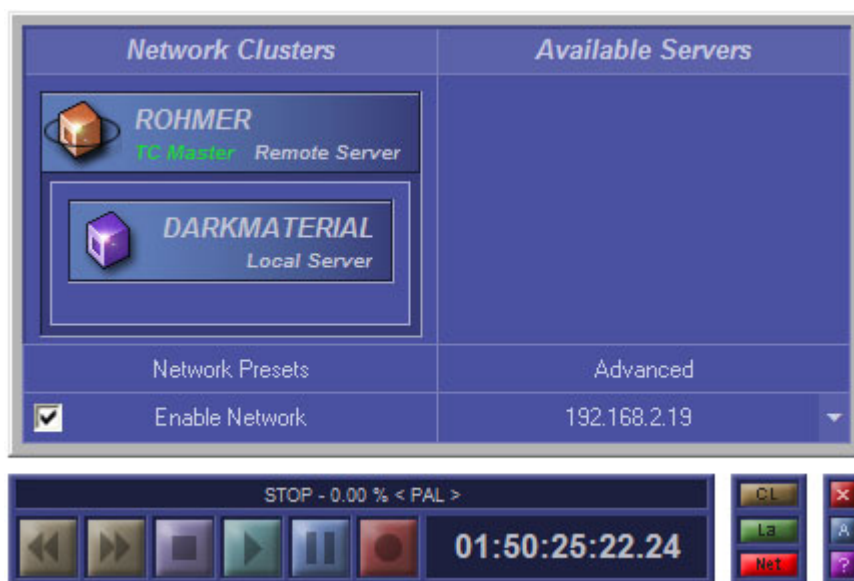 Network Clusters Available Servers
ROHMER
TC Master Remote Server
DARKMATERIAL
Local Server
Network Presets Advanced
Enable Network 192.168.2.19
STOP - 0.00 % < PAL >
CL
La
Net
01:50:25:22.24
X
A
?